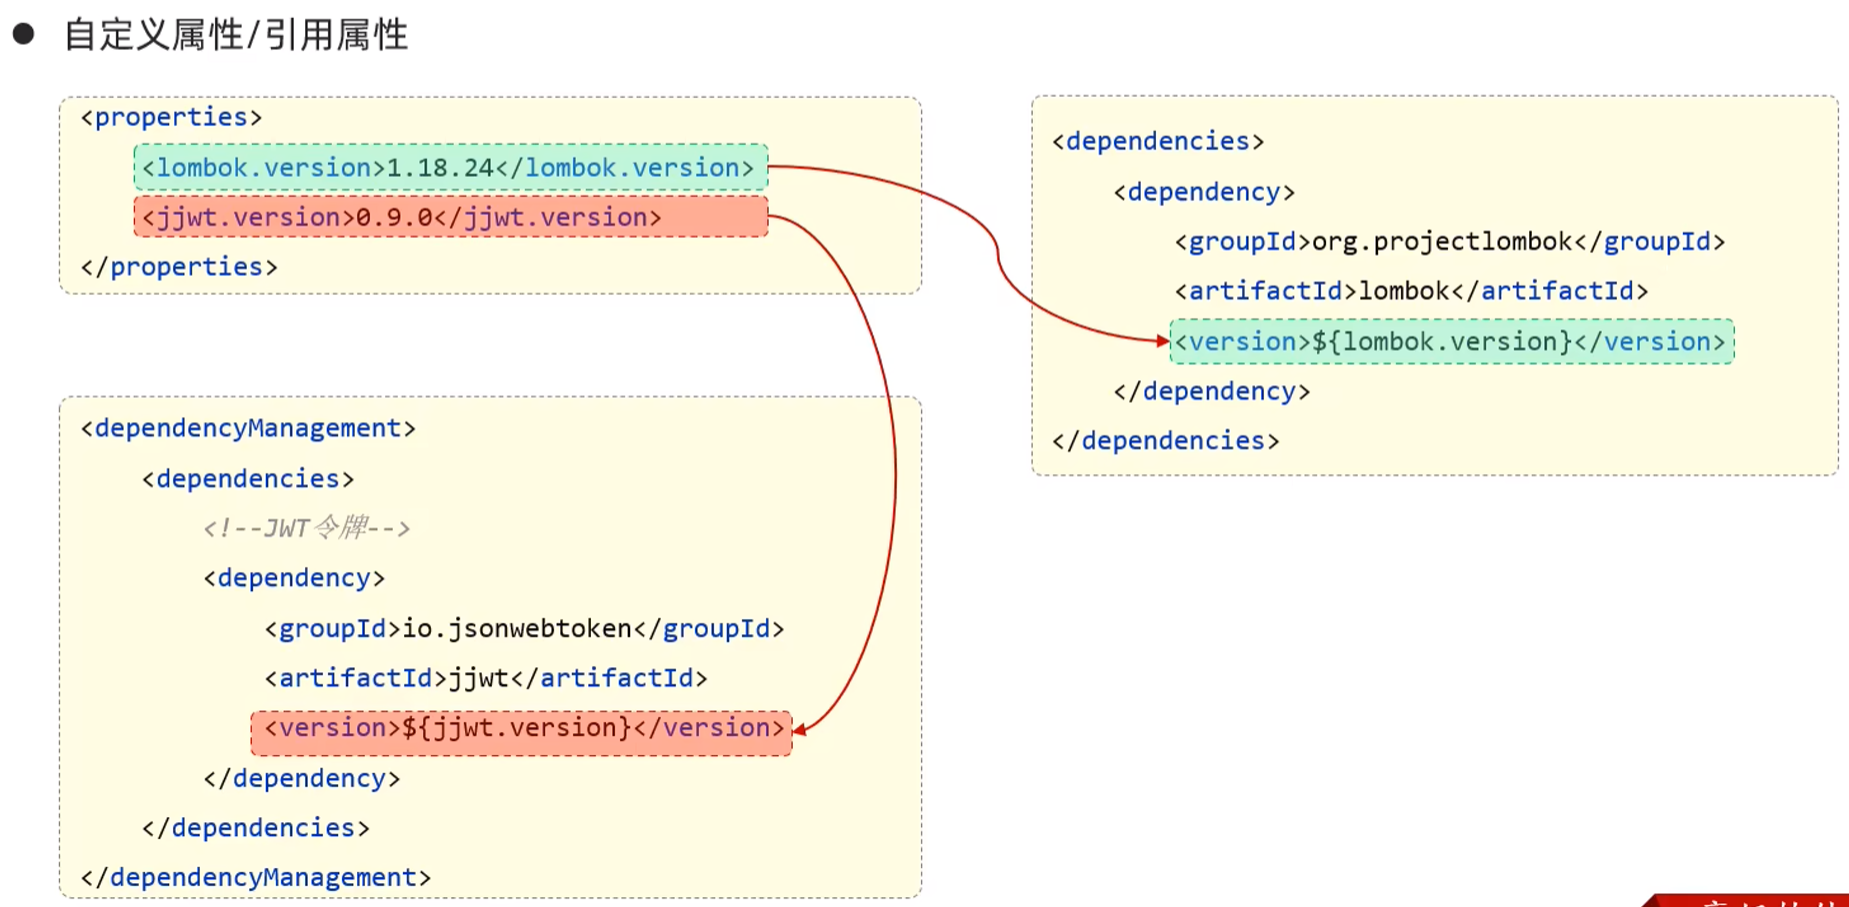 ● 自定义属性/引用属性
<properties>
<lombok.version>1.18.24</lombok.version>
<jjwt.version>0.9.0</jjwt.version>
</properties>
<dependencyManagement>
<dependencies>
<!--JWT令牌-->
<dependency>
<groupId>io.jsonwebtoken</groupId>
<artifactId>jjwt</artifactId>
<version>${jjwt.version}</version>
</dependency>
</dependencies>
</dependencyManagement>
<dependencies>
<dependency>
<groupId>org.projectlombok</groupId>
<artifactId>lombok</artifactId>
<version>${lombok.version}</version>
</dependency>
</dependencies>